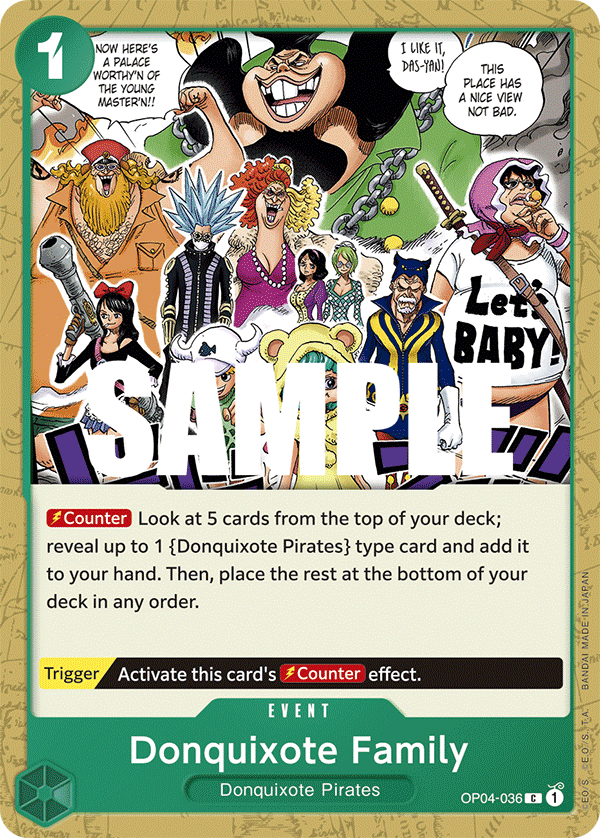 DELICHES EISMEER
1
NOW HERE'S
A PALACE
WORTHY'N OF
THE YOUNG
MASTER'N!!
I LIKE IT,
DAS-YAN!
THIS
PLACE HAS
A NICE VIEW
NOT BAD.
Let's
BABY!
SAMPLE
Counter Look at 5 cards from the top of your deck;
reveal up to 1 {Donquixote Pirates} type card and add it
to your hand. Then, place the rest at the bottom of your
deck in any order.
Trigger Activate this card's Counter effect.
EVENT
Donquixote Family
Donquixote Pirates
OP04-036 C 1
BANDAI MADE IN JAPAN